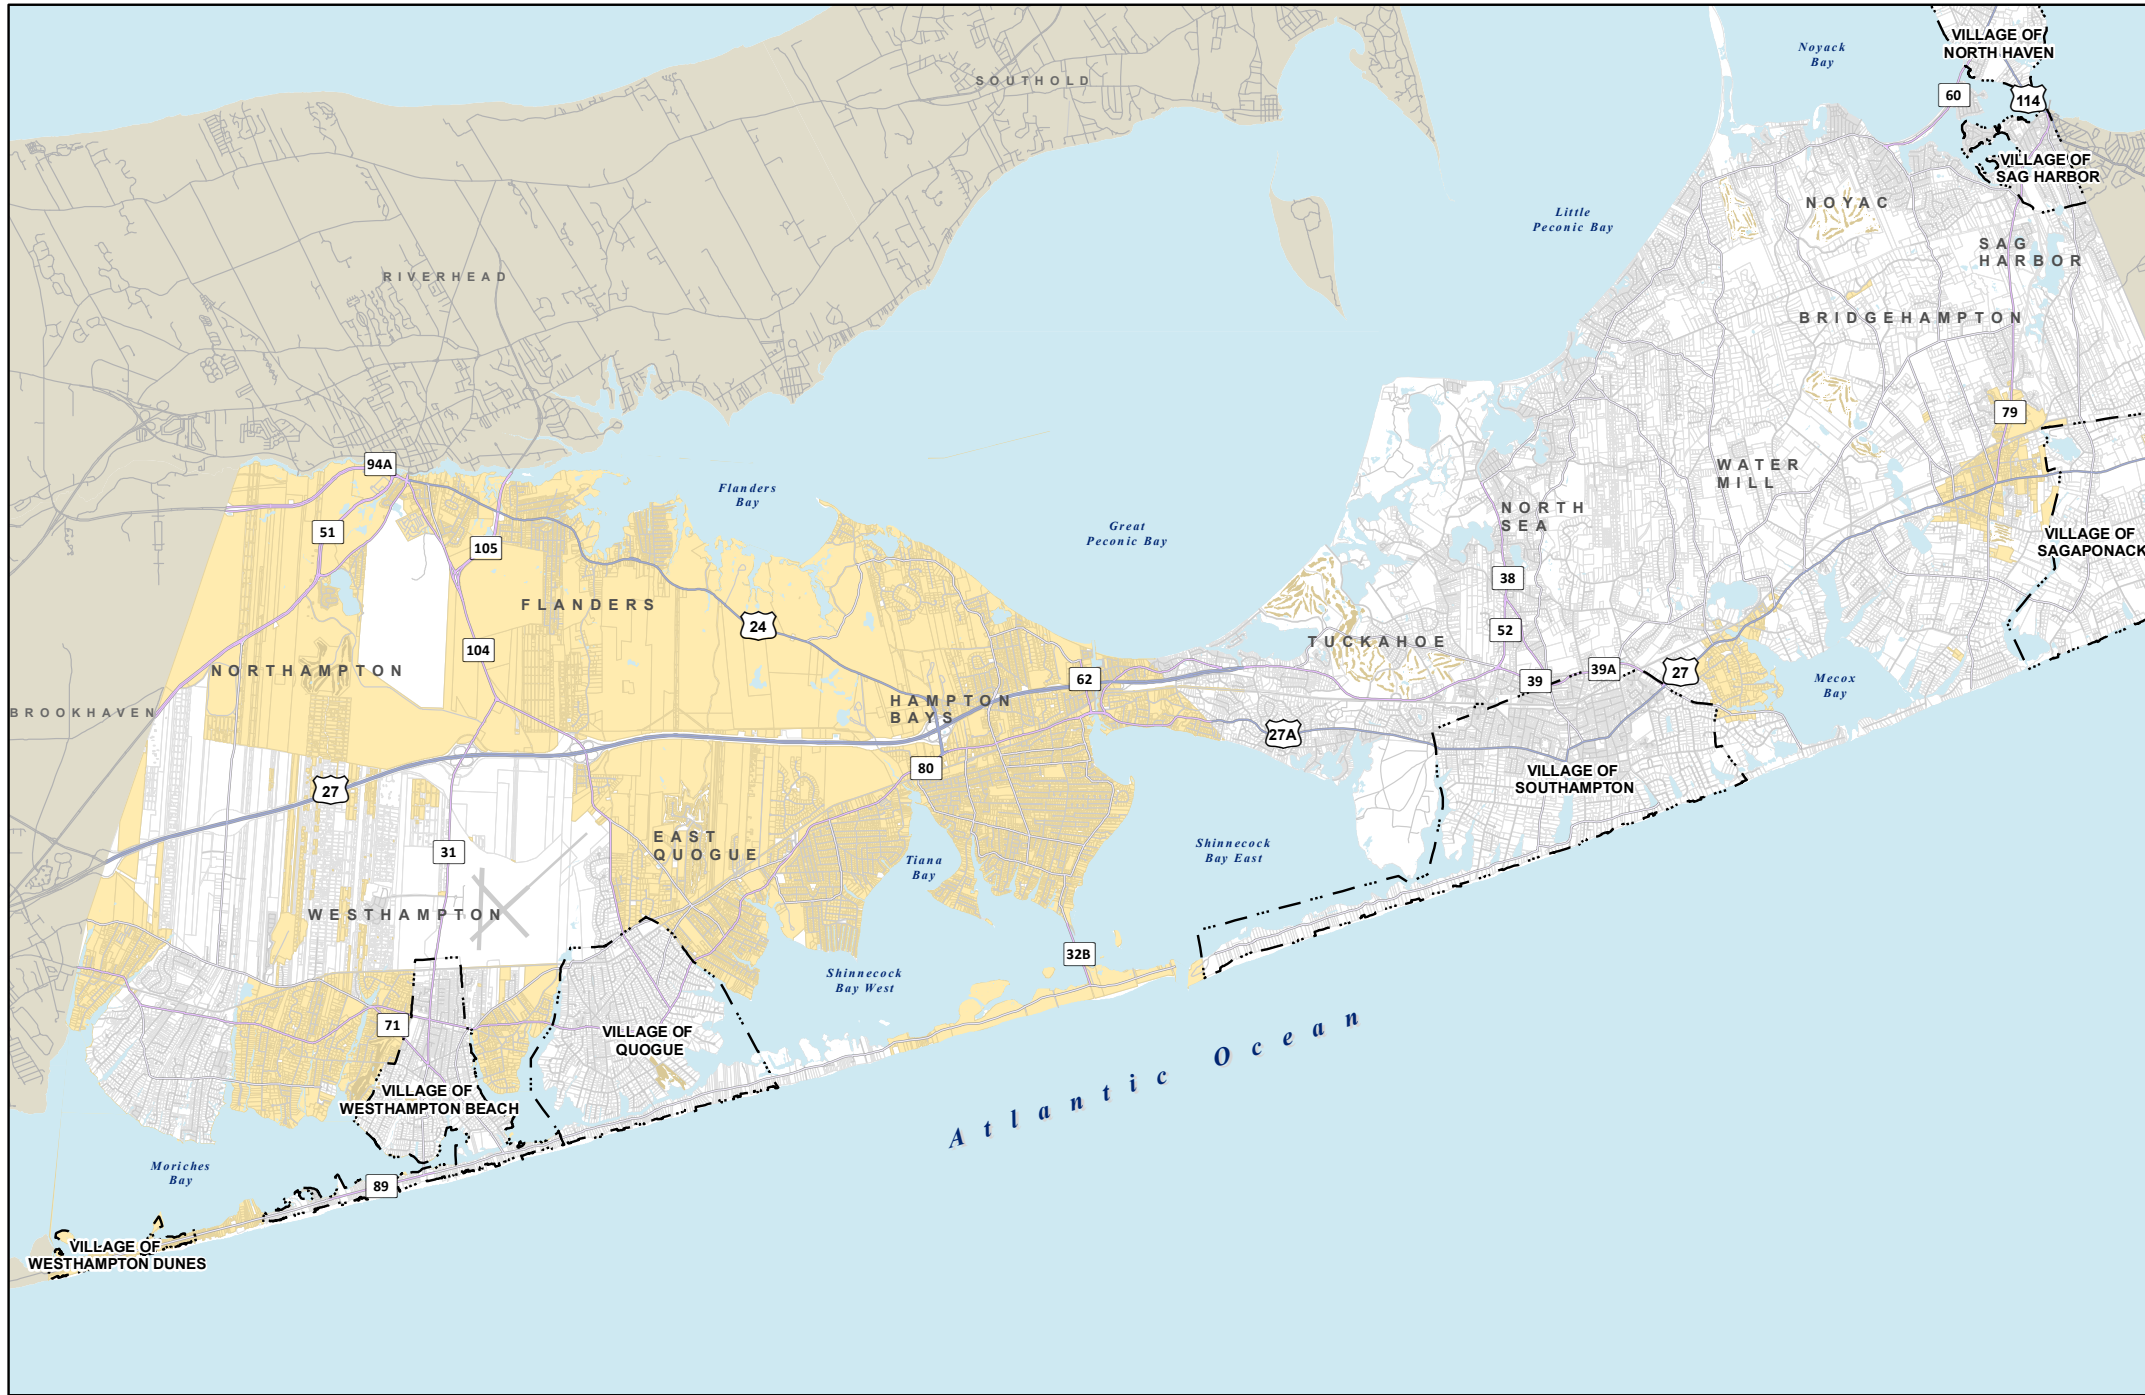 VILLAGE OF
NORTH HAVEN
Noyack
Bay
SOUTHOLD
60
114
VILLAGE OF
SAG HARBOR
NOYAC
Little
Peconic Bay
SAG
HARBOR
RIVERHEAD
BRIDGEHAMPTON
79
94A
WATER
MILL
Flanders
Bay
NORTH
SEA
51
Great
Peconic Bay
VILLAGE OF
SAGAPONACK
105
38
FLANDERS
24
52
104
TUCKAHOE
NORTHAMPTON
39A
27
62
39
Mecox
Bay
HAMPTON
BAYS
BROOKHAVEN
27A
80
VILLAGE OF
SOUTHAMPTON
27
EAST
QUOGUE
31
Shinnecock
Bay East
Tiana
Bay
WESTHAMPTON
32B
Shinnecock
Bay West
71
VILLAGE OF
QUOGUE
Atlantic Ocean
VILLAGE OF
WESTHAMPTON BEACH
Moriches
Bay
89
VILLAGE OF
WESTHAMPTON DUNES